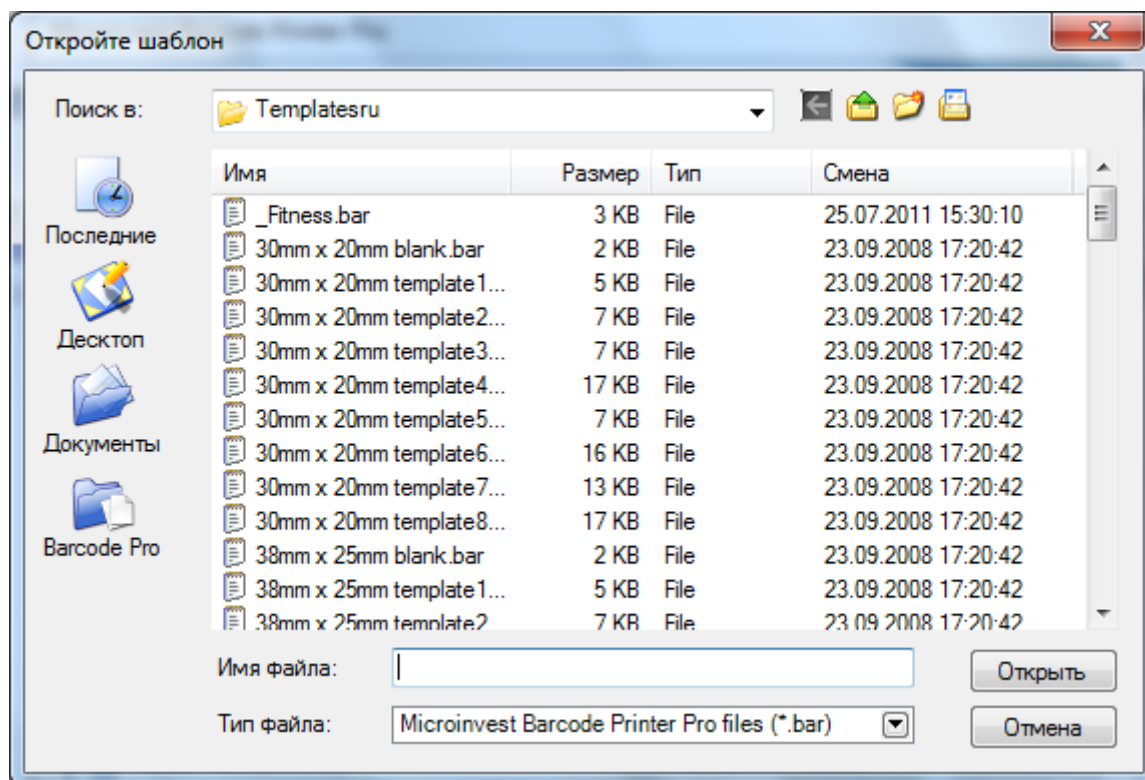 Откройте шаблон
Поиск в: Templatesru
Последние
Десктоп
Документы
Barcode Pro
Имя Размер Тип Смена
_Fitness.bar 3 KB File 25.07.2011 15:30:10
30mm x 20mm blank.bar 2 KB File 23.09.2008 17:20:42
30mm x 20mm template1... 5 KB File 23.09.2008 17:20:42
30mm x 20mm template2... 7 KB File 23.09.2008 17:20:42
30mm x 20mm template3... 7 KB File 23.09.2008 17:20:42
30mm x 20mm template4... 17 KB File 23.09.2008 17:20:42
30mm x 20mm template5... 7 KB File 23.09.2008 17:20:42
30mm x 20mm template6... 16 KB File 23.09.2008 17:20:42
30mm x 20mm template7... 13 KB File 23.09.2008 17:20:42
30mm x 20mm template8... 17 KB File 23.09.2008 17:20:42
38mm x 25mm blank.bar 2 KB File 23.09.2008 17:20:42
38mm x 25mm template1... 5 KB File 23.09.2008 17:20:42
38mm x 25mm template2 7 KB File 23.09.2008 17:20:42
Имя файла: Открыть
Тип файла: Microinvest Barcode Printer Pro files (*.bar) Отмена